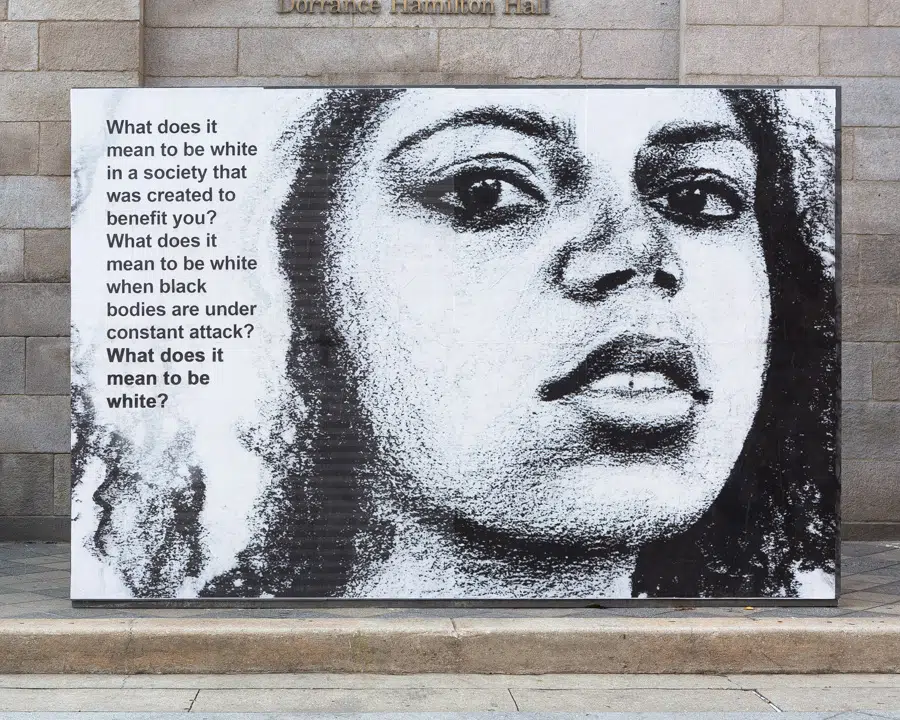 Dorrance Hamilton Hall
What does it
mean to be white
in a society that
was created to
benefit you?
What does it
mean to be white
when black
bodies are under
constant attack?
What does it
mean to be
white?